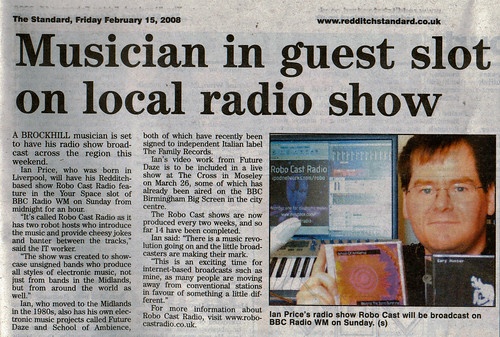 The Standard, Friday February 15, 2008
www.redditchstandard.co.uk
Musician in guest slot
on local radio show
A BROCKHILL musician is set
to have his radio show broad-
cast across the region this
weekend.
Ian Price, who was born in
Liverpool, will have his Redditch-
based show Robo Cast Radio fea-
ture in the Your Space slot of
BBC Radio WM on Sunday from
midnight for an hour.
"It's called Robo Cast Radio as it
has two robot hosts who introduce
the music and provide cheesy jokes
and banter between the tracks,"
said the IT worker.
"The show was created to show-
case unsigned bands who produce
all styles of electronic music, not
just from bands in the Midlands,
but from around the world as
well."
Ian, who moved to the Midlands
in the 1980s, also has his own elec-
tronic music projects called Future
Daze and School of Ambience,
both of which have recently been
signed to independent Italian label
The Family Records.
Ian's video work from Future
Daze is to be included in a live
show at The Cross in Moseley
on March 26, some of which has
already been aired on the BBC
Birmingham Big Screen in the city
centre.
The Robo Cast shows are now
produced every two weeks, and so
far 14 have been completed.
Ian said: "There is a music revo-
lution going on and the little broad-
casters are making their mark.
"This is an exciting time for
internet-based broadcasts such as
mine, as many people are moving
away from conventional stations
in favour of something a little dif-
ferent."
For more information about
Robo Cast Radio, visit www.robo-
castradio.co.uk.
Robo Cast Radio
Gary Numan
Ian Price's radio show Robo Cast will be broadcast on
BBC Radio WM on Sunday. (s)